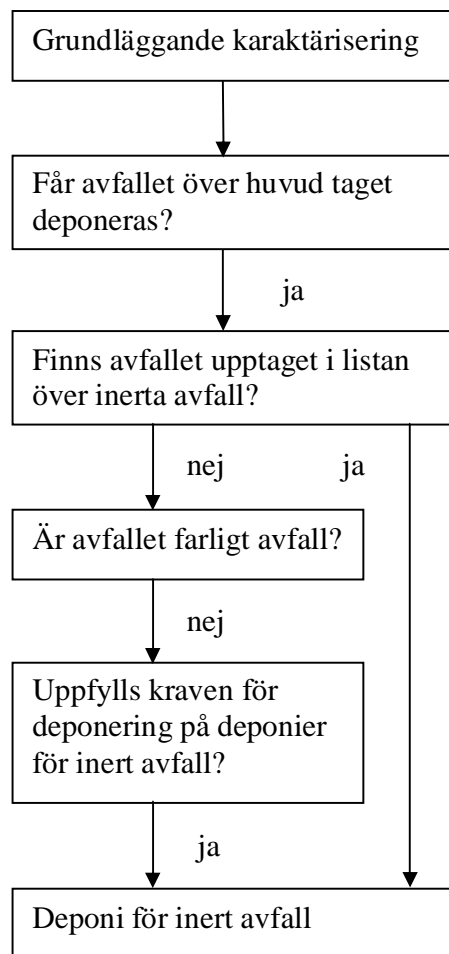 Grundläggande karaktärisering
Får avfallet över huvud taget
deponeras?
ja
Finns avfallet upptaget i listan
över inerta avfall?
nej
ja
Är avfallet farligt avfall?
nej
Uppfylls kraven för
deponering på deponier
för inert avfall?
ja
Deponi för inert avfall